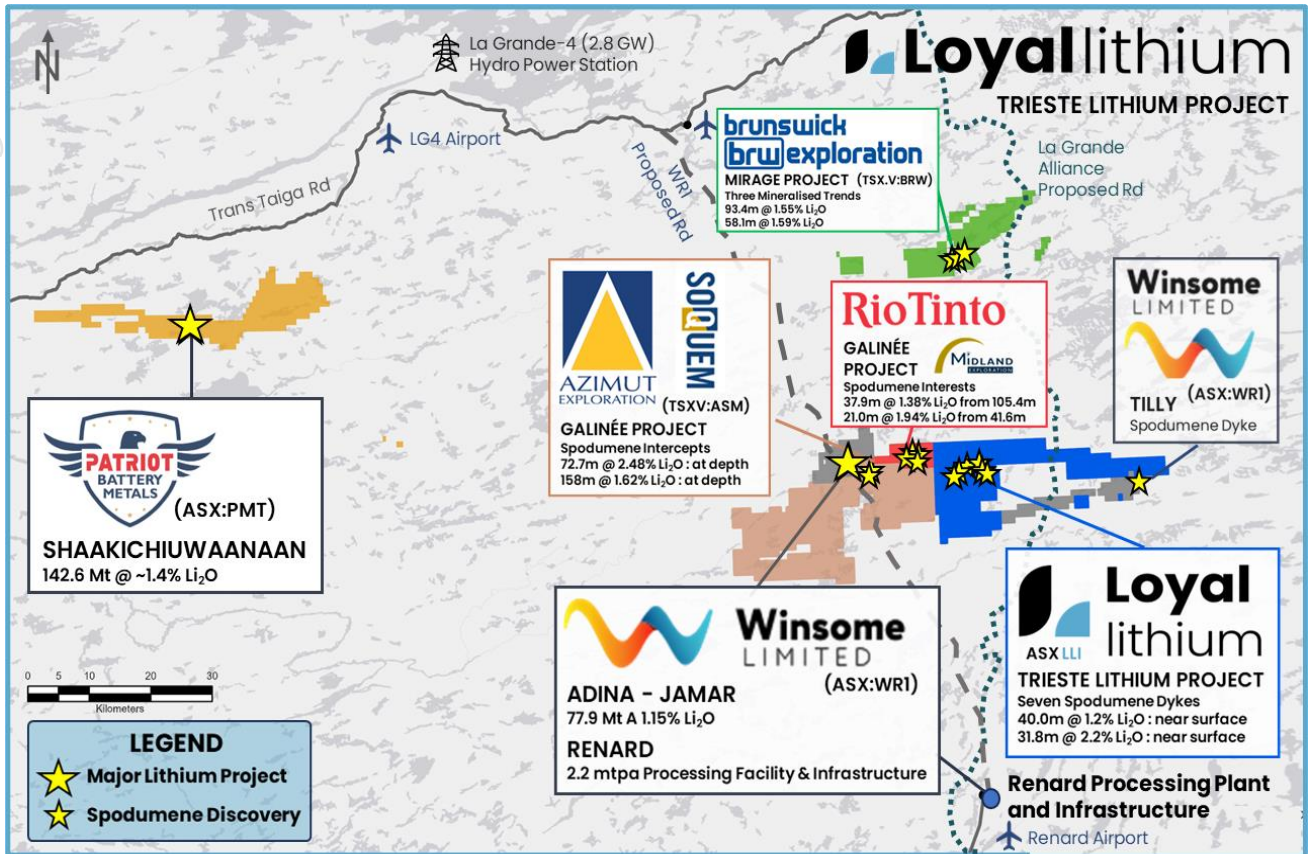 N
La Grande-4 (2.8 GW)
Hydro Power Station
Loyal lithium
TRIESTE LITHIUM PROJECT
LG4 Airport
Trans Taiga Rd
WR1
Proposed Rd
La Grande
Alliance
Proposed Rd
brunswick
brw exploration
MIRAGE PROJECT (TSX.V:BRW)
Three Mineralised Trends
93.4m @ 1.55% Li₂O
58.1m @ 1.59% Li₂O
AZIMUT
EXPLORATION
SOQUEM
(TSXV:ASM)
GALINÉE PROJECT
Spodumene Intercepts
72.7m @ 2.48% Li₂O : at depth
158m @ 1.62% Li₂O : at depth
RioTinto
GALINÉE
PROJECT
MIDLAND
EXPLORATION
Spodumene Interests
37.9m @ 1.38% Li₂O from 105.4m
21.0m @ 1.94% Li₂O from 41.6m
Winsome
LIMITED
(ASX:WR1)
TILLY
Spodumene Dyke
PATRIOT
BATTERY
METALS
(ASX:PMT)
SHAAKICHIUWAANAAN
142.6 Mt @ ~1.4% Li₂O
Winsome
LIMITED
(ASX:WR1)
ADINA - JAMAR
77.9 Mt A 1.15% Li₂O
RENARD
2.2 mtpa Processing Facility & Infrastructure
Loyal
lithium
ASX LLI
TRIESTE LITHIUM PROJECT
Seven Spodumene Dykes
40.0m @ 1.2% Li₂O : near surface
31.8m @ 2.2% Li₂O : near surface
0 5 10 20 30
Kilometers
LEGEND
Major Lithium Project
Spodumene Discovery
Renard Processing Plant
and Infrastructure
Renard Airport